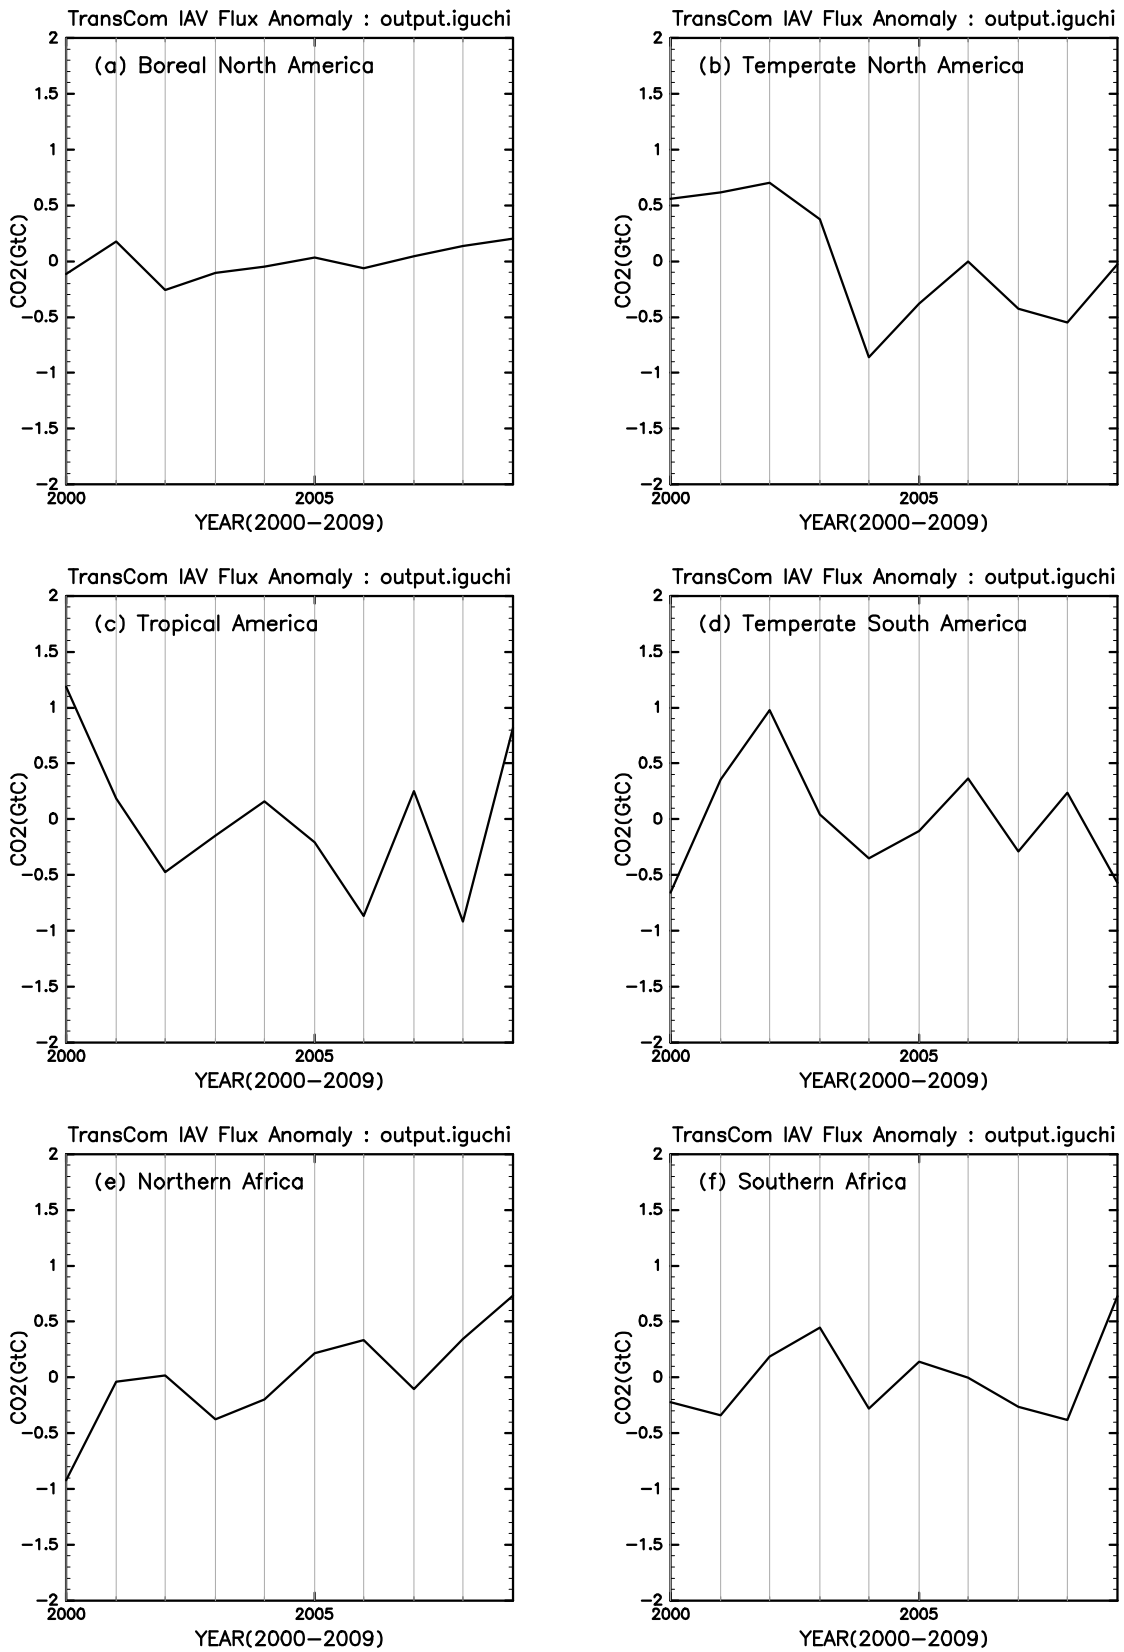 TransCom IAV Flux Anomaly : output.iguchi
(a) Boreal North America
2
1.5
1
0.5
0
−0.5
−1
−1.5
−2
CO2(GtC)
2000
2005
YEAR(2000−2009)
TransCom IAV Flux Anomaly : output.iguchi
(b) Temperate North America
2
1.5
1
0.5
0
−0.5
−1
−1.5
−2
CO2(GtC)
2000
2005
YEAR(2000−2009)
TransCom IAV Flux Anomaly : output.iguchi
(c) Tropical America
2
1.5
1
0.5
0
−0.5
−1
−1.5
−2
CO2(GtC)
2000
2005
YEAR(2000−2009)
TransCom IAV Flux Anomaly : output.iguchi
(d) Temperate South America
2
1.5
1
0.5
0
−0.5
−1
−1.5
−2
CO2(GtC)
2000
2005
YEAR(2000−2009)
TransCom IAV Flux Anomaly : output.iguchi
(e) Northern Africa
2
1.5
1
0.5
0
−0.5
−1
−1.5
−2
CO2(GtC)
2000
2005
YEAR(2000−2009)
TransCom IAV Flux Anomaly : output.iguchi
(f) Southern Africa
2
1.5
1
0.5
0
−0.5
−1
−1.5
−2
CO2(GtC)
2000
2005
YEAR(2000−2009)